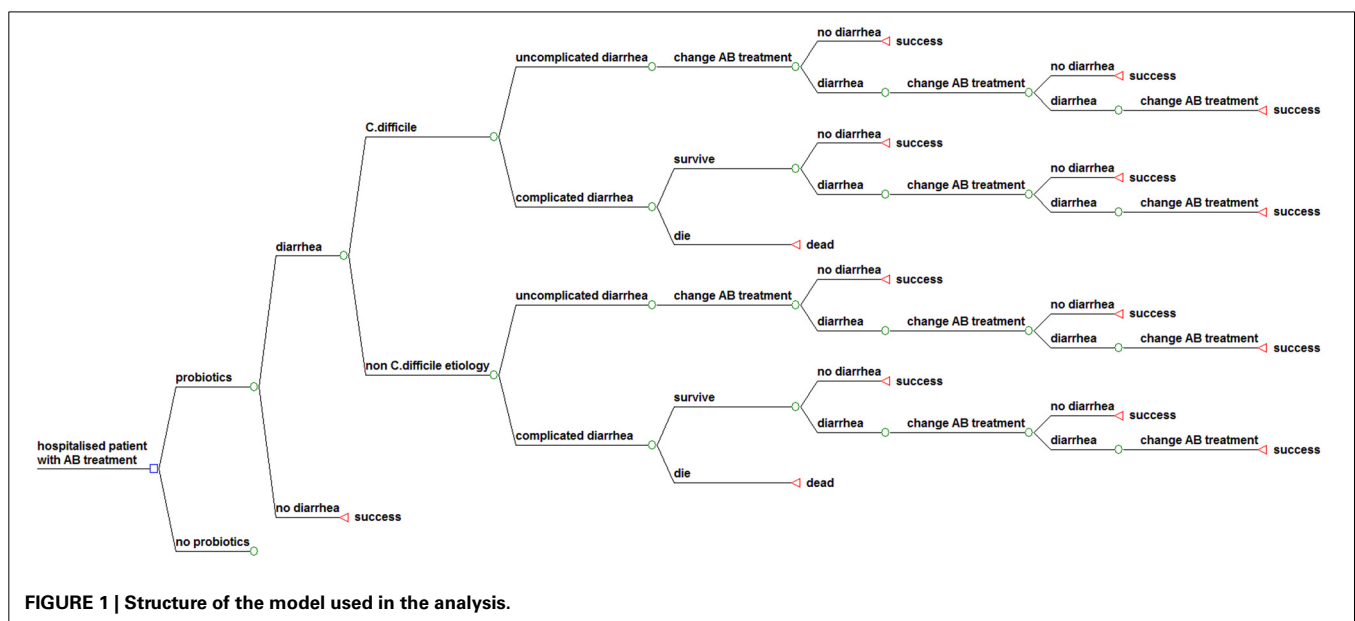 no diarrhea
success
uncomplicated diarrhea
change AB treatment
no diarrhea
success
diarrhea
change AB treatment
diarrhea
change AB treatment
success
C.difficile
no diarrhea
success
survive
no diarrhea
success
complicated diarrhea
diarrhea
change AB treatment
diarrhea
change AB treatment
success
diarrhea
die
dead
no diarrhea
success
uncomplicated diarrhea
change AB treatment
no diarrhea
success
diarrhea
change AB treatment
diarrhea
change AB treatment
success
non C.difficile etiology
probiotics
no diarrhea
success
survive
no diarrhea
success
complicated diarrhea
diarrhea
change AB treatment
diarrhea
change AB treatment
success
hospitalised patient
with AB treatment
die
dead
no diarrhea
success
no probiotics
FIGURE 1 | Structure of the model used in the analysis.